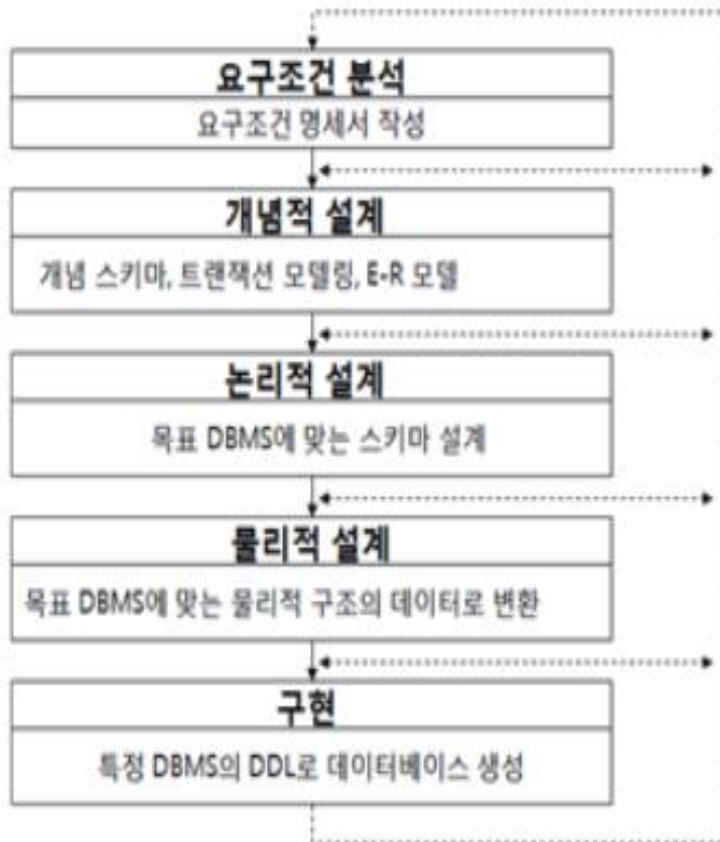 요구조건 분석
요구조건 명세서 작성
개념적 설계
개념 스키마, 트랜잭션 모델링, E-R 모델
논리적 설계
목표 DBMS에 맞는 스키마 설계
물리적 설계
목표 DBMS에 맞는 물리적 구조의 데이터로 변환
구현
특정 DBMS의 DDL로 데이터베이스 생성